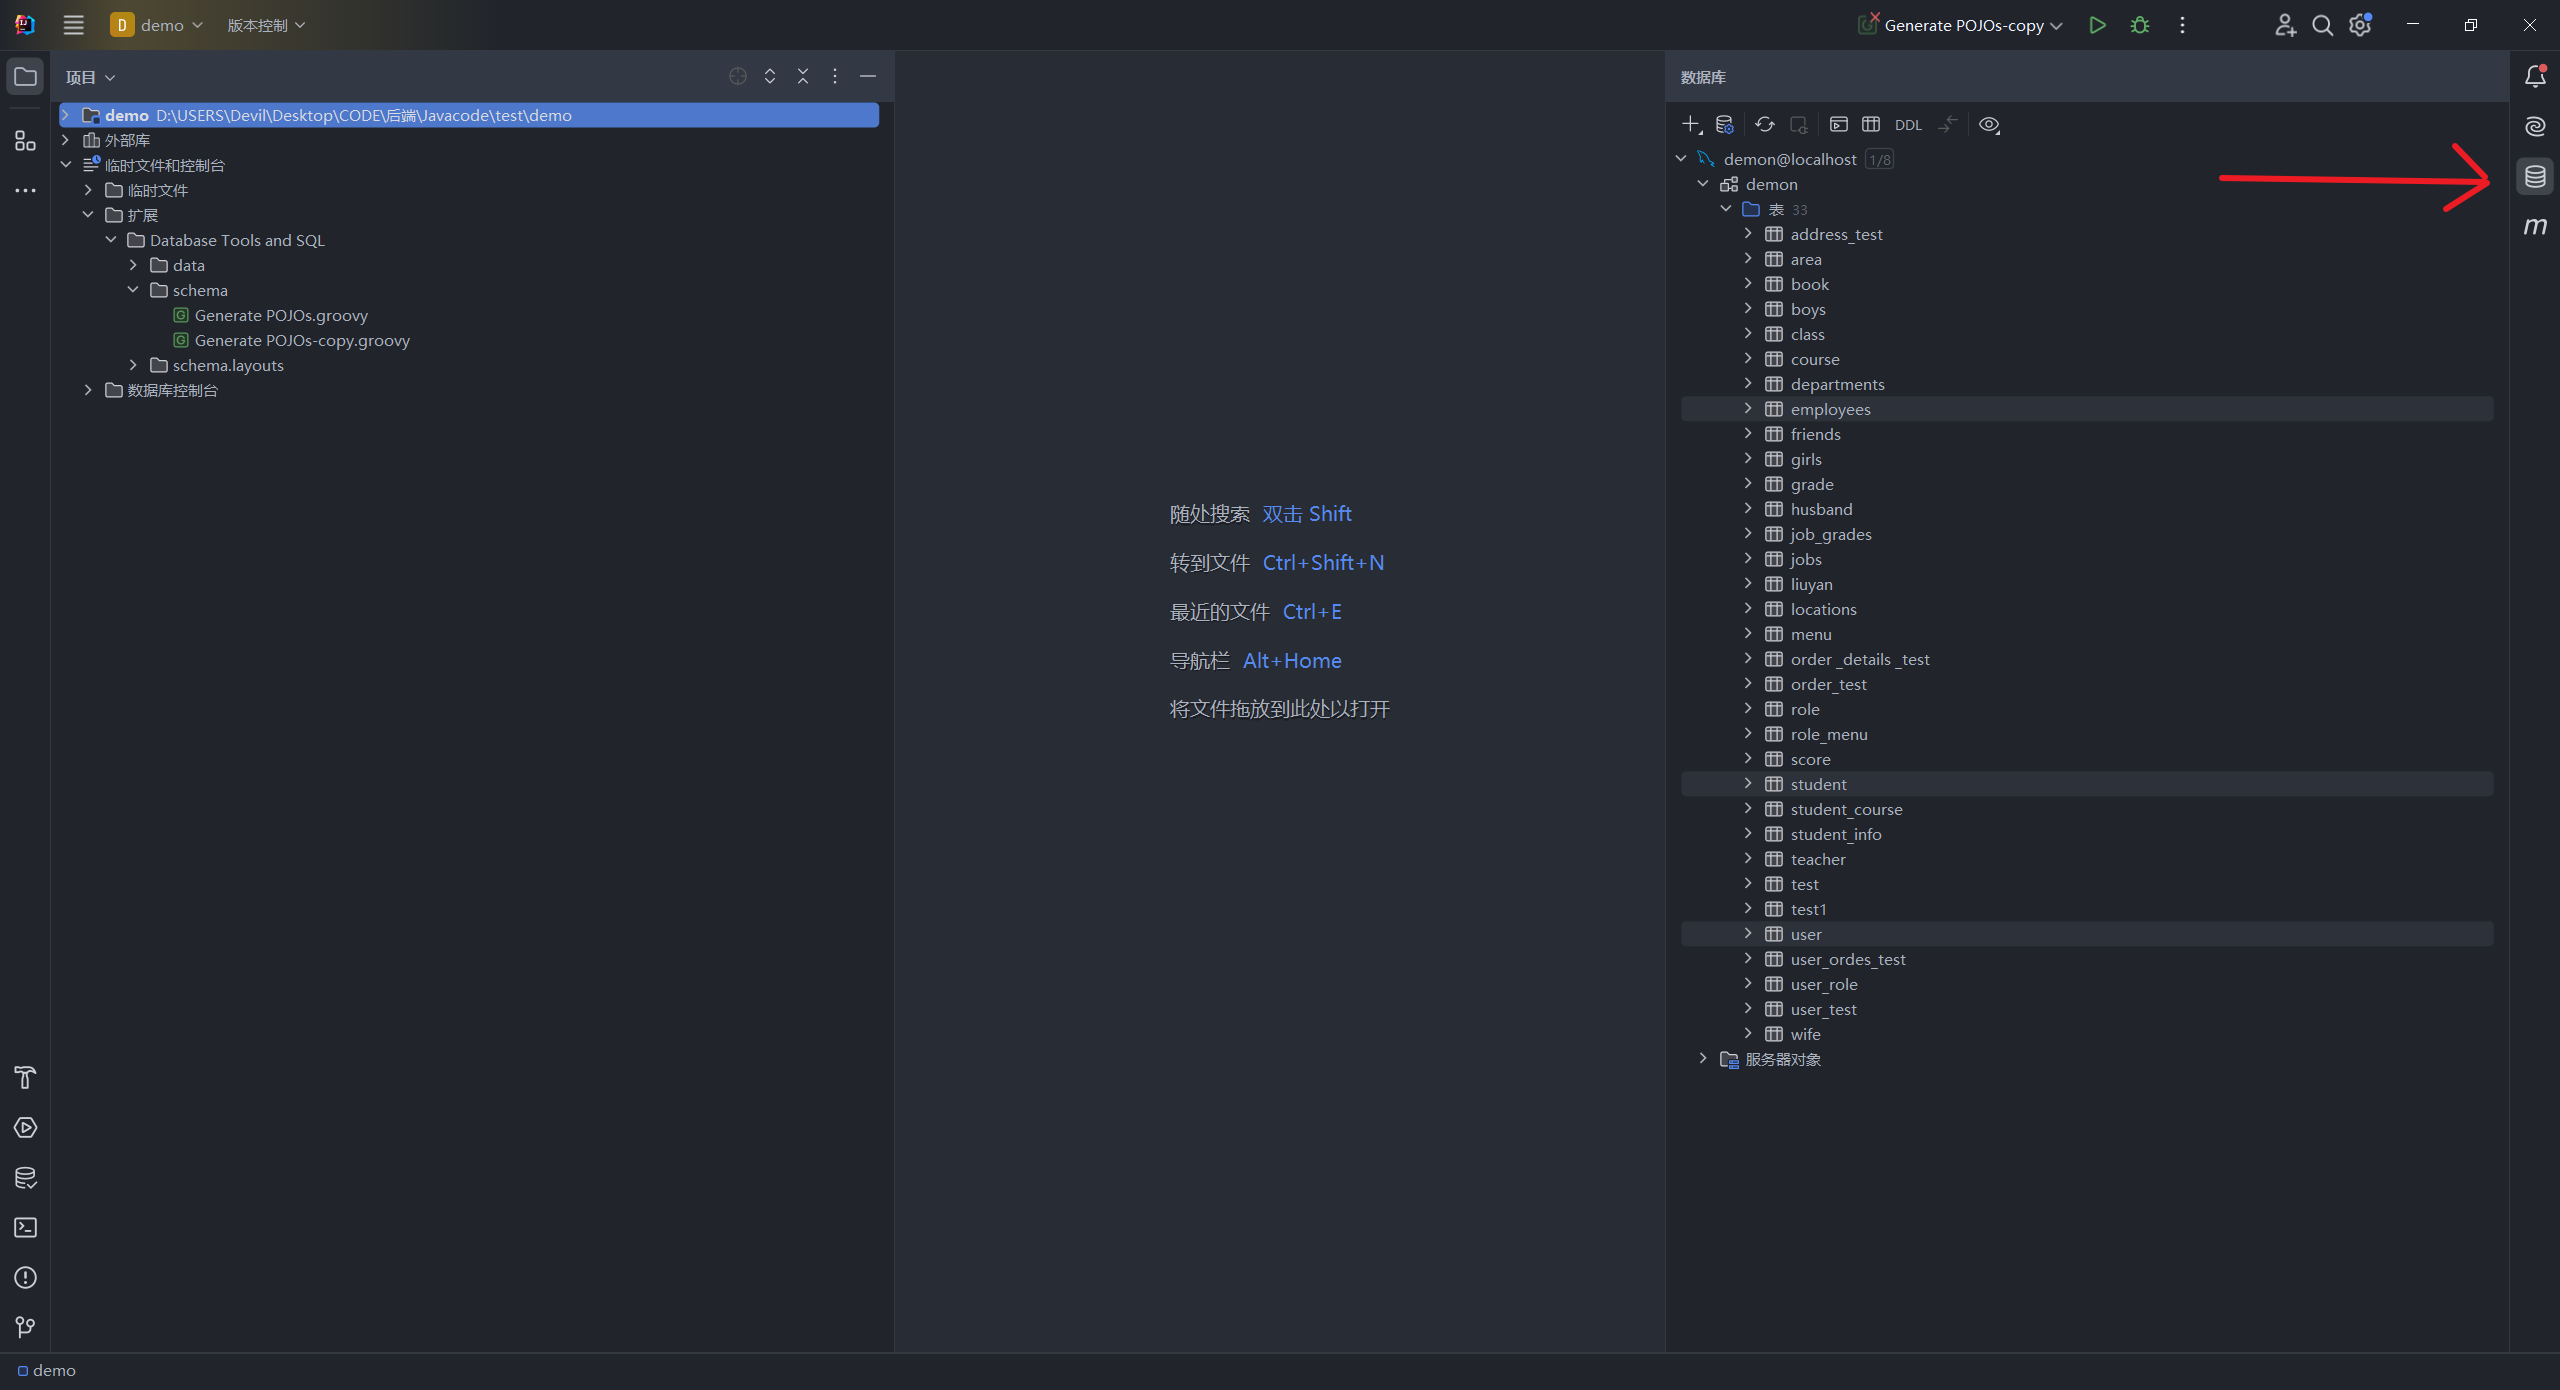 D demo 版本控制
Generate POJOs-copy
项目
demo D:\USERS\Devil\Desktop\CODE\后端\Javacode\test\demo
外部库
临时文件和控制台
临时文件
扩展
Database Tools and SQL
data
schema
Generate POJOs.groovy
Generate POJOs-copy.groovy
schema.layouts
数据库控制台
随处搜索 双击 Shift
转到文件 Ctrl+Shift+N
最近的文件 Ctrl+E
导航栏 Alt+Home
将文件拖放到此处以打开
数据库
DDL
demon@localhost 1/8
demon
表 33
address_test
area
book
boys
class
course
departments
employees
friends
girls
grade
husband
job_grades
jobs
liuyan
locations
menu
order _details _test
order_test
role
role_menu
score
student
student_course
student_info
teacher
test
test1
user
user_ordes_test
user_role
user_test
wife
服务器对象
m
demo